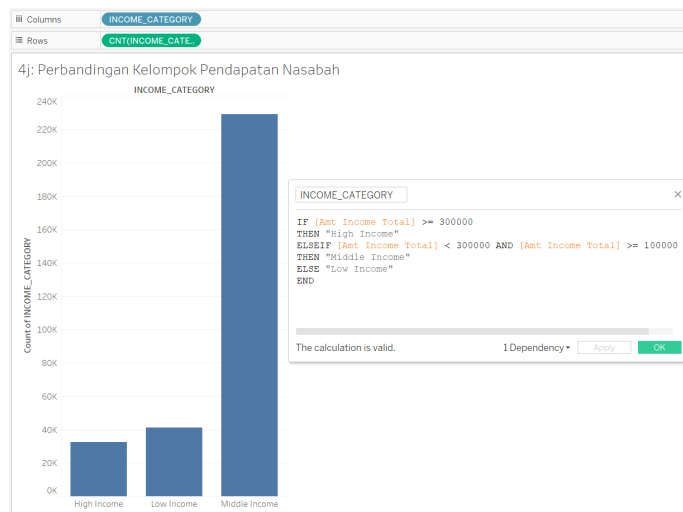 Columns
INCOME_CATEGORY
Rows
CNT(INCOME_CATE..
4j: Perbandingan Kelompok Pendapatan Nasabah
INCOME_CATEGORY
240K
220K
200K
180K
160K
140K
120K
100K
80K
60K
40K
20K
0K
Count of INCOME_CATEGORY
High Income
Low Income
Middle Income
INCOME_CATEGORY
IF [Amt Income Total] >= 300000
THEN "High Income"
ELSEIF [Amt Income Total] < 300000 AND [Amt Income Total] >= 100000
THEN "Middle Income"
ELSE "Low Income"
END
The calculation is valid.
1 Dependency
Apply
OK